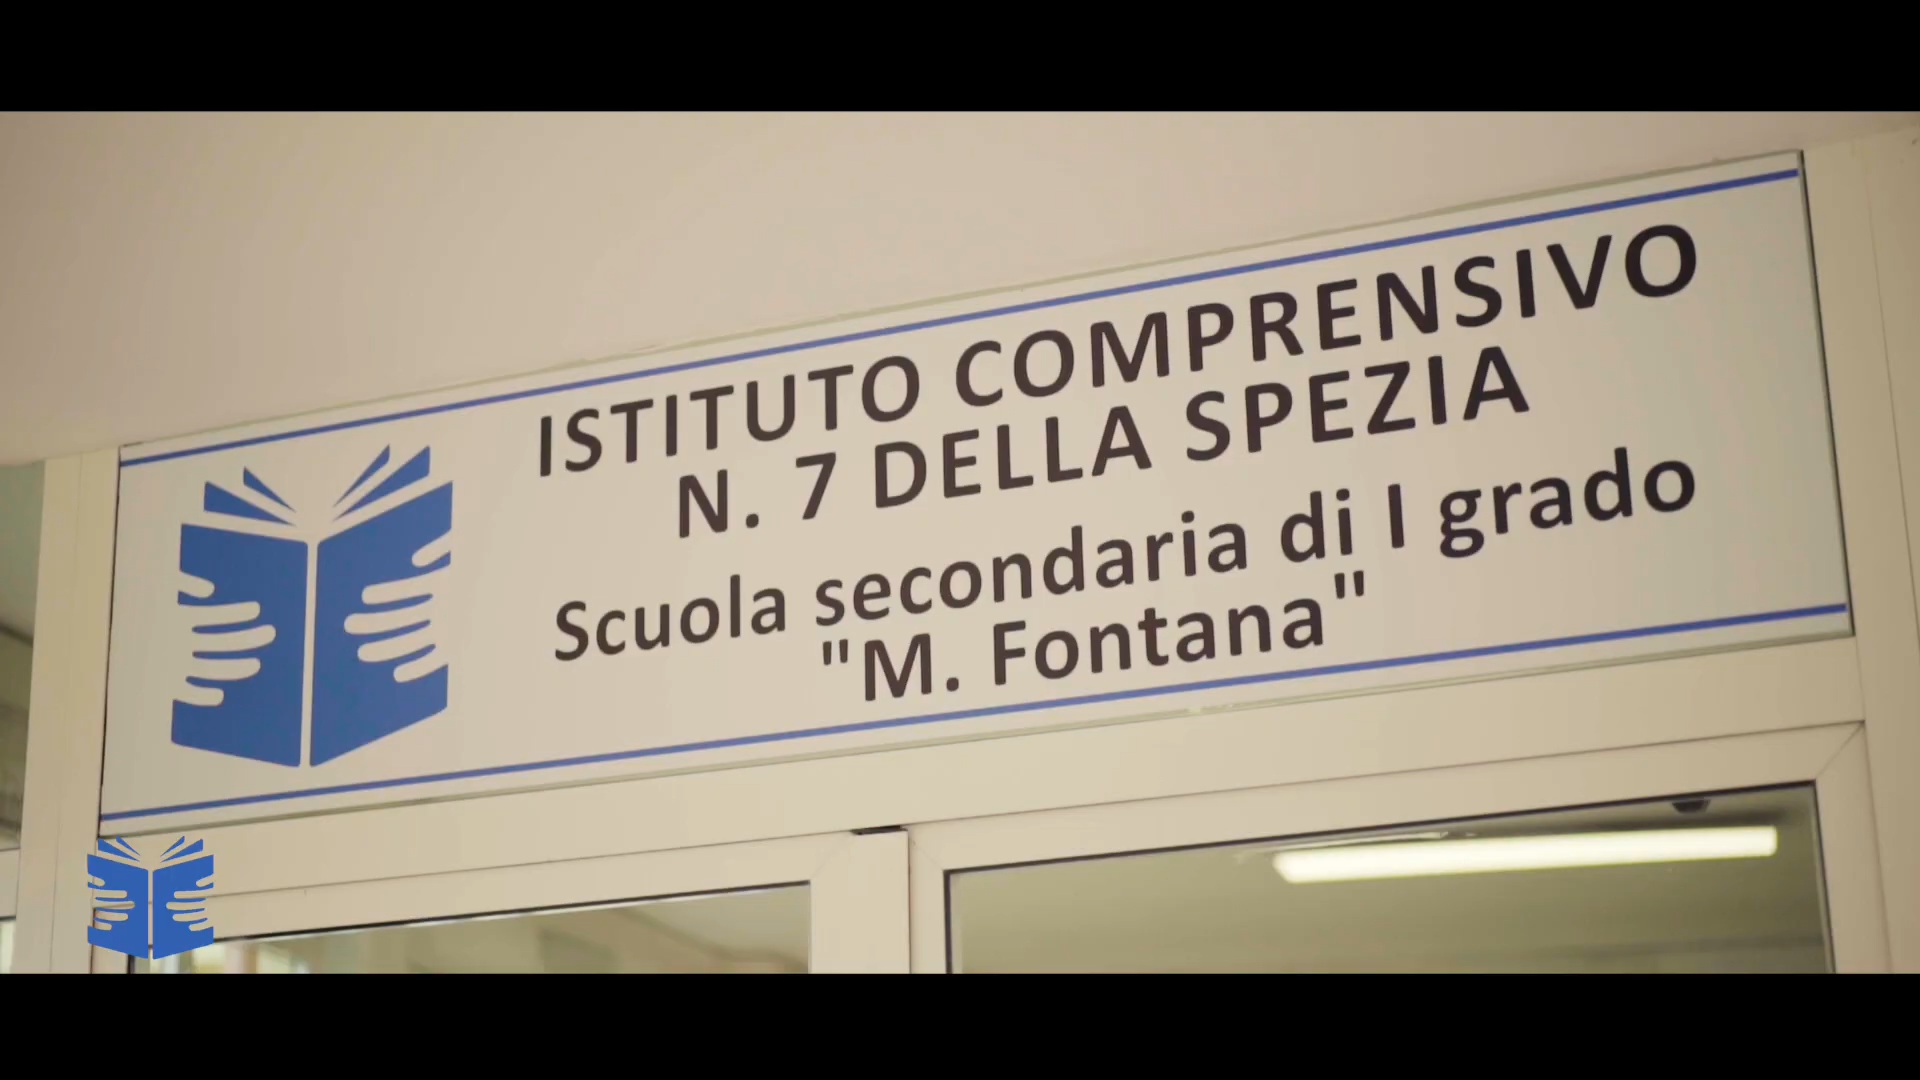 ISTITUTO COMPRENSIVO
N. 7 DELLA SPEZIA
Scuola secondaria di I grado
"M. Fontana"